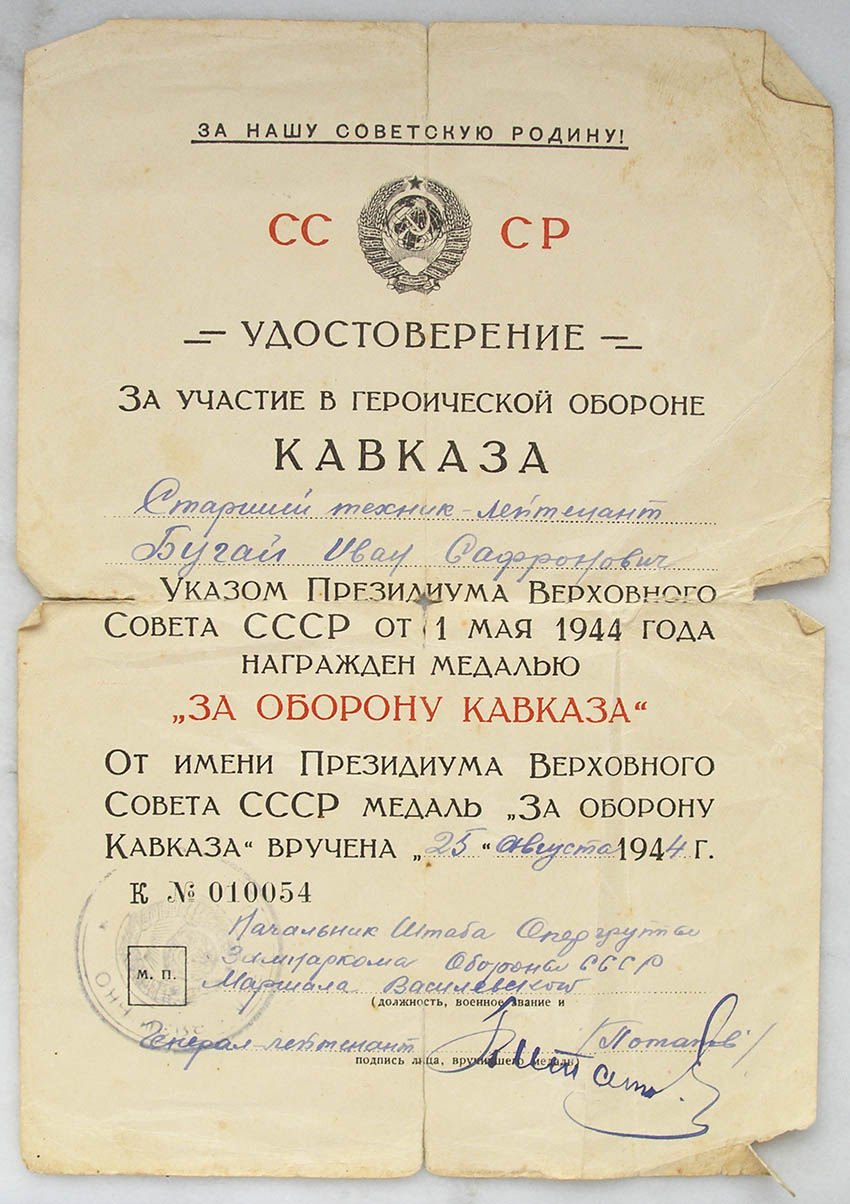 ЗА НАШУ СОВЕТСКУЮ РОДИНУ!
СС СР
УДОСТОВЕРЕНИЕ
ЗА УЧАСТИЕ В ГЕРОИЧЕСКОЙ ОБОРОНЕ
КАВКАЗА
Старший техник-лейтенант
Бугай Иван Сафронович
УКАЗОМ ПРЕЗИДИУМА ВЕРХОВНОГО
СОВЕТА СССР ОТ 1 МАЯ 1944 ГОДА
НАГРАЖДЕН МЕДАЛЬЮ
„ЗА ОБОРОНУ КАВКАЗА“
ОТ ИМЕНИ ПРЕЗИДИУМА ВЕРХОВНОГО
СОВЕТА СССР МЕДАЛЬ „ЗА ОБОРОНУ
КАВКАЗА“ ВРУЧЕНА „25“ августа 1944 г.
К № 010054
Начальник Штаба Опергруппы
Замнаркома Обороны СССР
М. П. Маршала Василевского
(должность, военное звание и
Генерал-лейтенант /Потапов/
подпись лица, вручившего медаль)